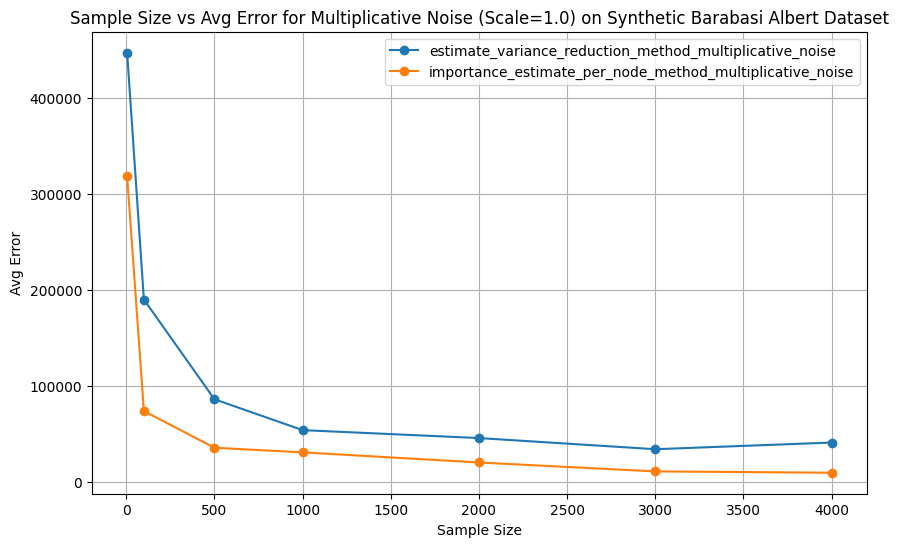 Sample Size vs Avg Error for Multiplicative Noise (Scale=1.0) on Synthetic Barabasi Albert Dataset
estimate_variance_reduction_method_multiplicative_noise
importance_estimate_per_node_method_multiplicative_noise
400000
300000
200000
100000
0
Avg Error
0 500 1000 1500 2000 2500 3000 3500 4000
Sample Size